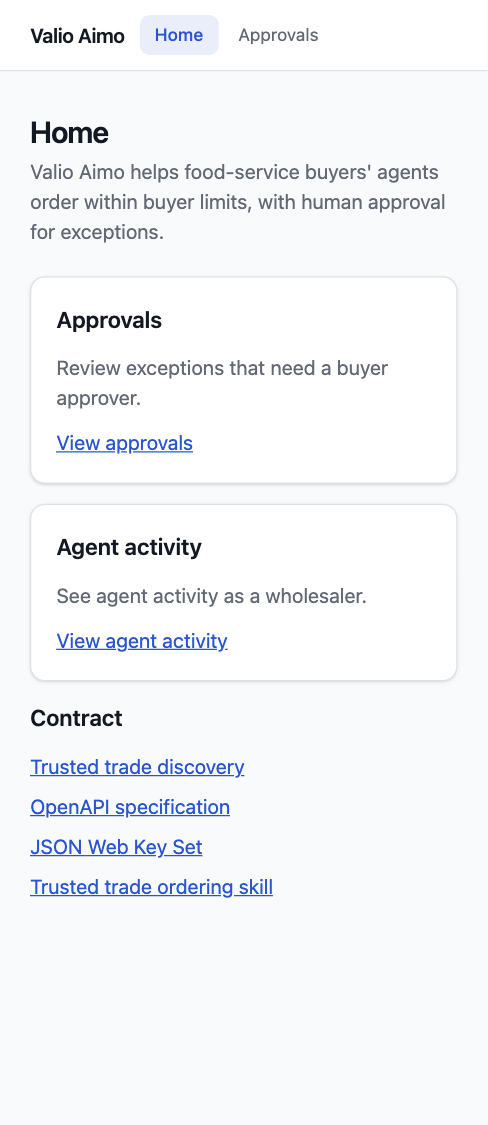 Valio Aimo
Home
Approvals
Home
Valio Aimo helps food-service buyers' agents
order within buyer limits, with human approval
for exceptions.
Approvals
Review exceptions that need a buyer
approver.
View approvals
Agent activity
See agent activity as a wholesaler.
View agent activity
Contract
Trusted trade discovery
OpenAPI specification
JSON Web Key Set
Trusted trade ordering skill